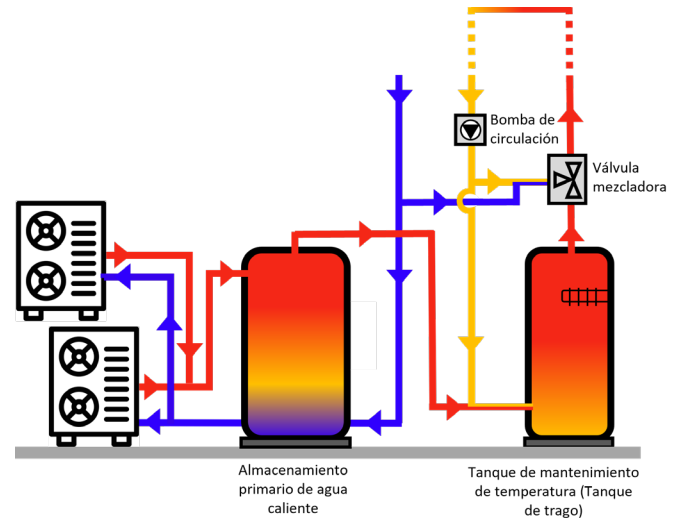 Bomba de
circulación
Válvula
mezcladora
Almacenamiento
primario de agua
caliente
Tanque de mantenimiento
de temperatura (Tanque
de trago)